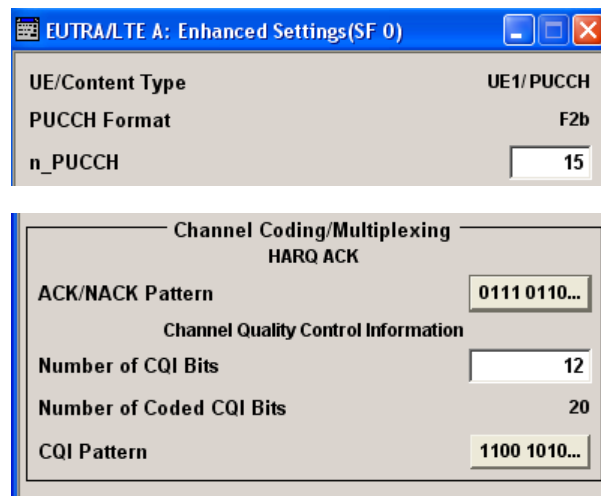 EUTRA/LTE A: Enhanced Settings(SF 0)
UE/Content Type UE1/PUCCH
PUCCH Format F2b
n_PUCCH 15
Channel Coding/Multiplexing
HARQ ACK
ACK/NACK Pattern 0111 0110...
Channel Quality Control Information
Number of CQI Bits 12
Number of Coded CQI Bits 20
CQI Pattern 1100 1010...